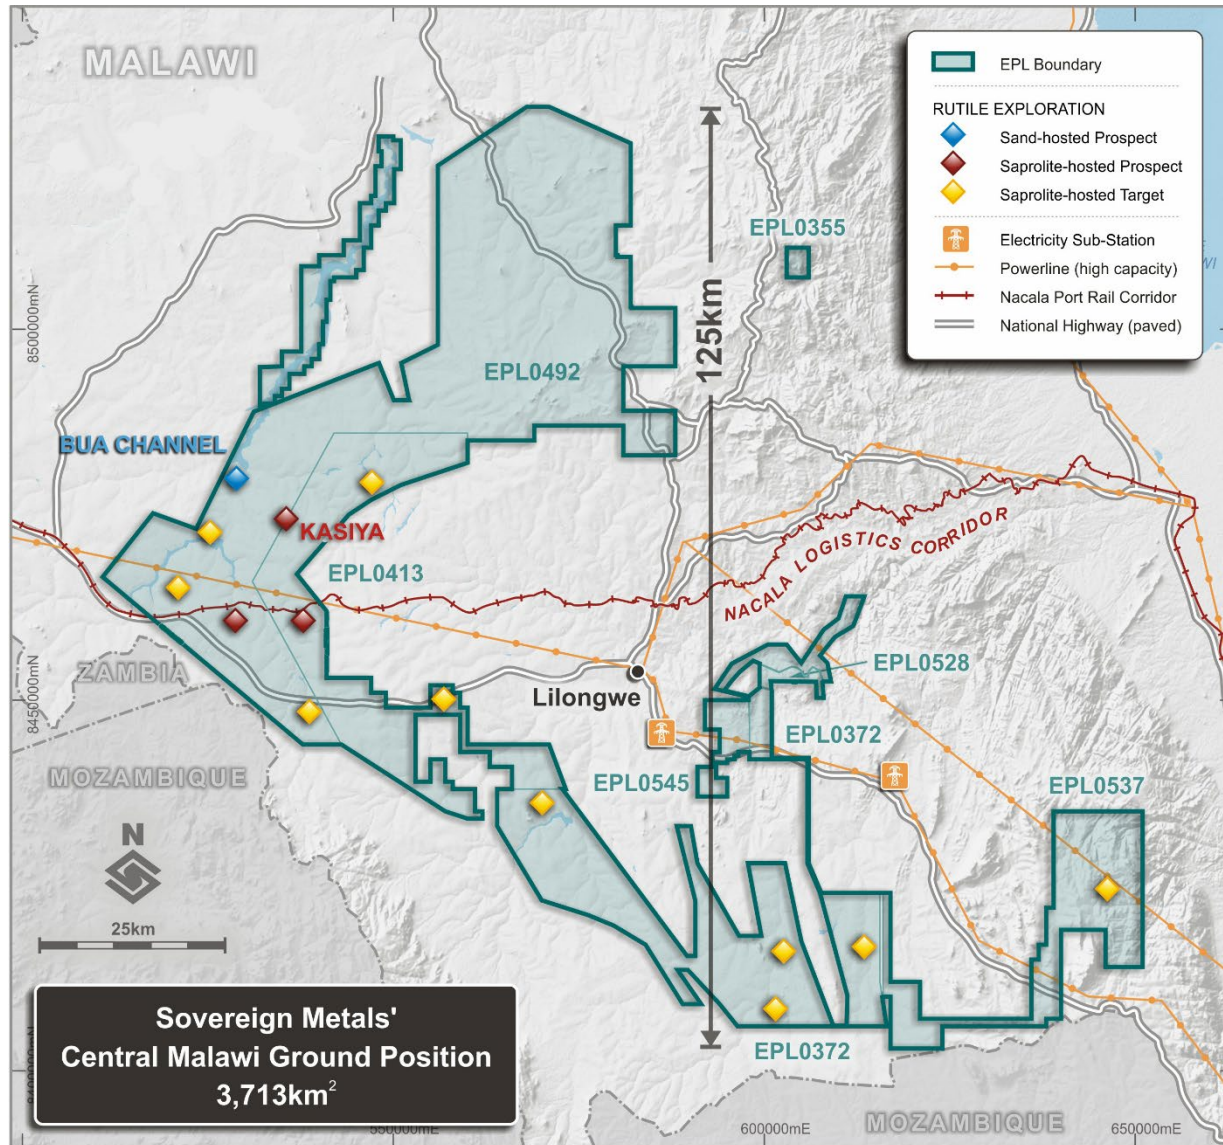 MALAWI
EPL Boundary
RUTILE EXPLORATION
Sand-hosted Prospect
Saprolite-hosted Prospect
Saprolite-hosted Target
Electricity Sub-Station
Powerline (high capacity)
Nacala Port Rail Corridor
National Highway (paved)
WI
EPL0355
125km
8500000mN
EPL0492
BUA CHANNEL
KASIYA
EPL0413
NACALA LOGISTICS CORRIDOR
ZAMBIA
EPL0528
Lilongwe
8450000mN
EPL0372
MOZAMBIQUE
EPL0545
EPL0537
N
25km
Sovereign Metals'
Central Malawi Ground Position
3,713km²
EPL0372
MOZAMBIQUE
550000mE
600000mE
650000mE